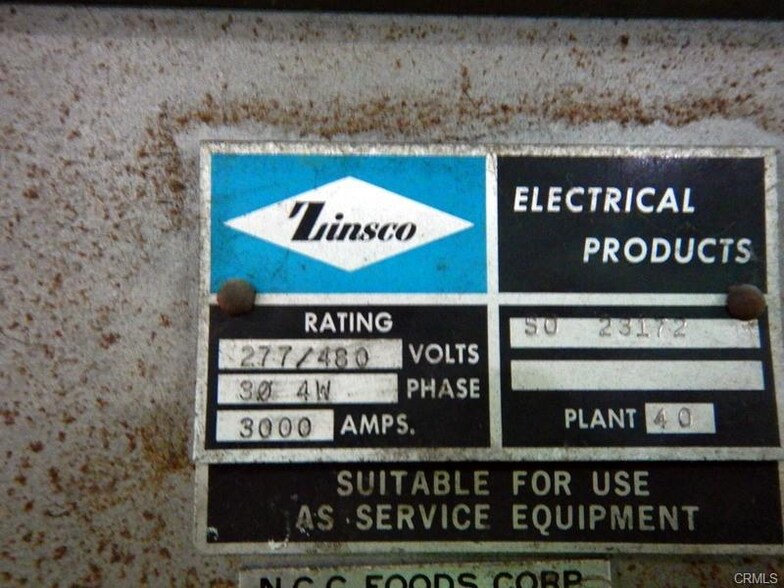 Zinsco
ELECTRICAL
PRODUCTS
RATING
277/480 VOLTS
3Ø 4W PHASE
3000 AMPS.
SO 23172
PLANT 40
SUITABLE FOR USE
AS SERVICE EQUIPMENT
N.C.C. FOODS CORP.
CRMLS